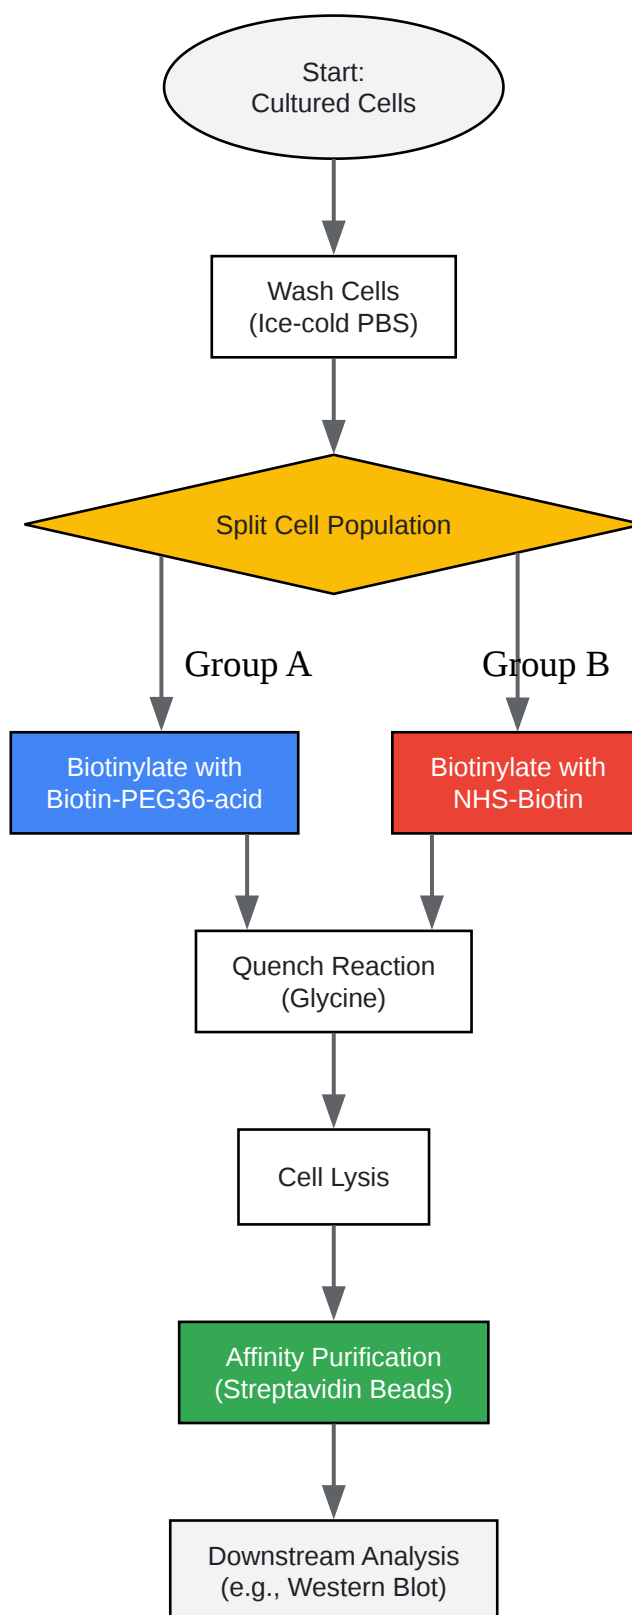 Start:
Cultured Cells
Wash Cells
(Ice-cold PBS)
Split Cell Population
Group A
Group B
Biotinylate with
Biotin-PEG36-acid
Biotinylate with
NHS-Biotin
Quench Reaction
(Glycine)
Cell Lysis
Affinity Purification
(Streptavidin Beads)
Downstream Analysis
(e.g., Western Blot)